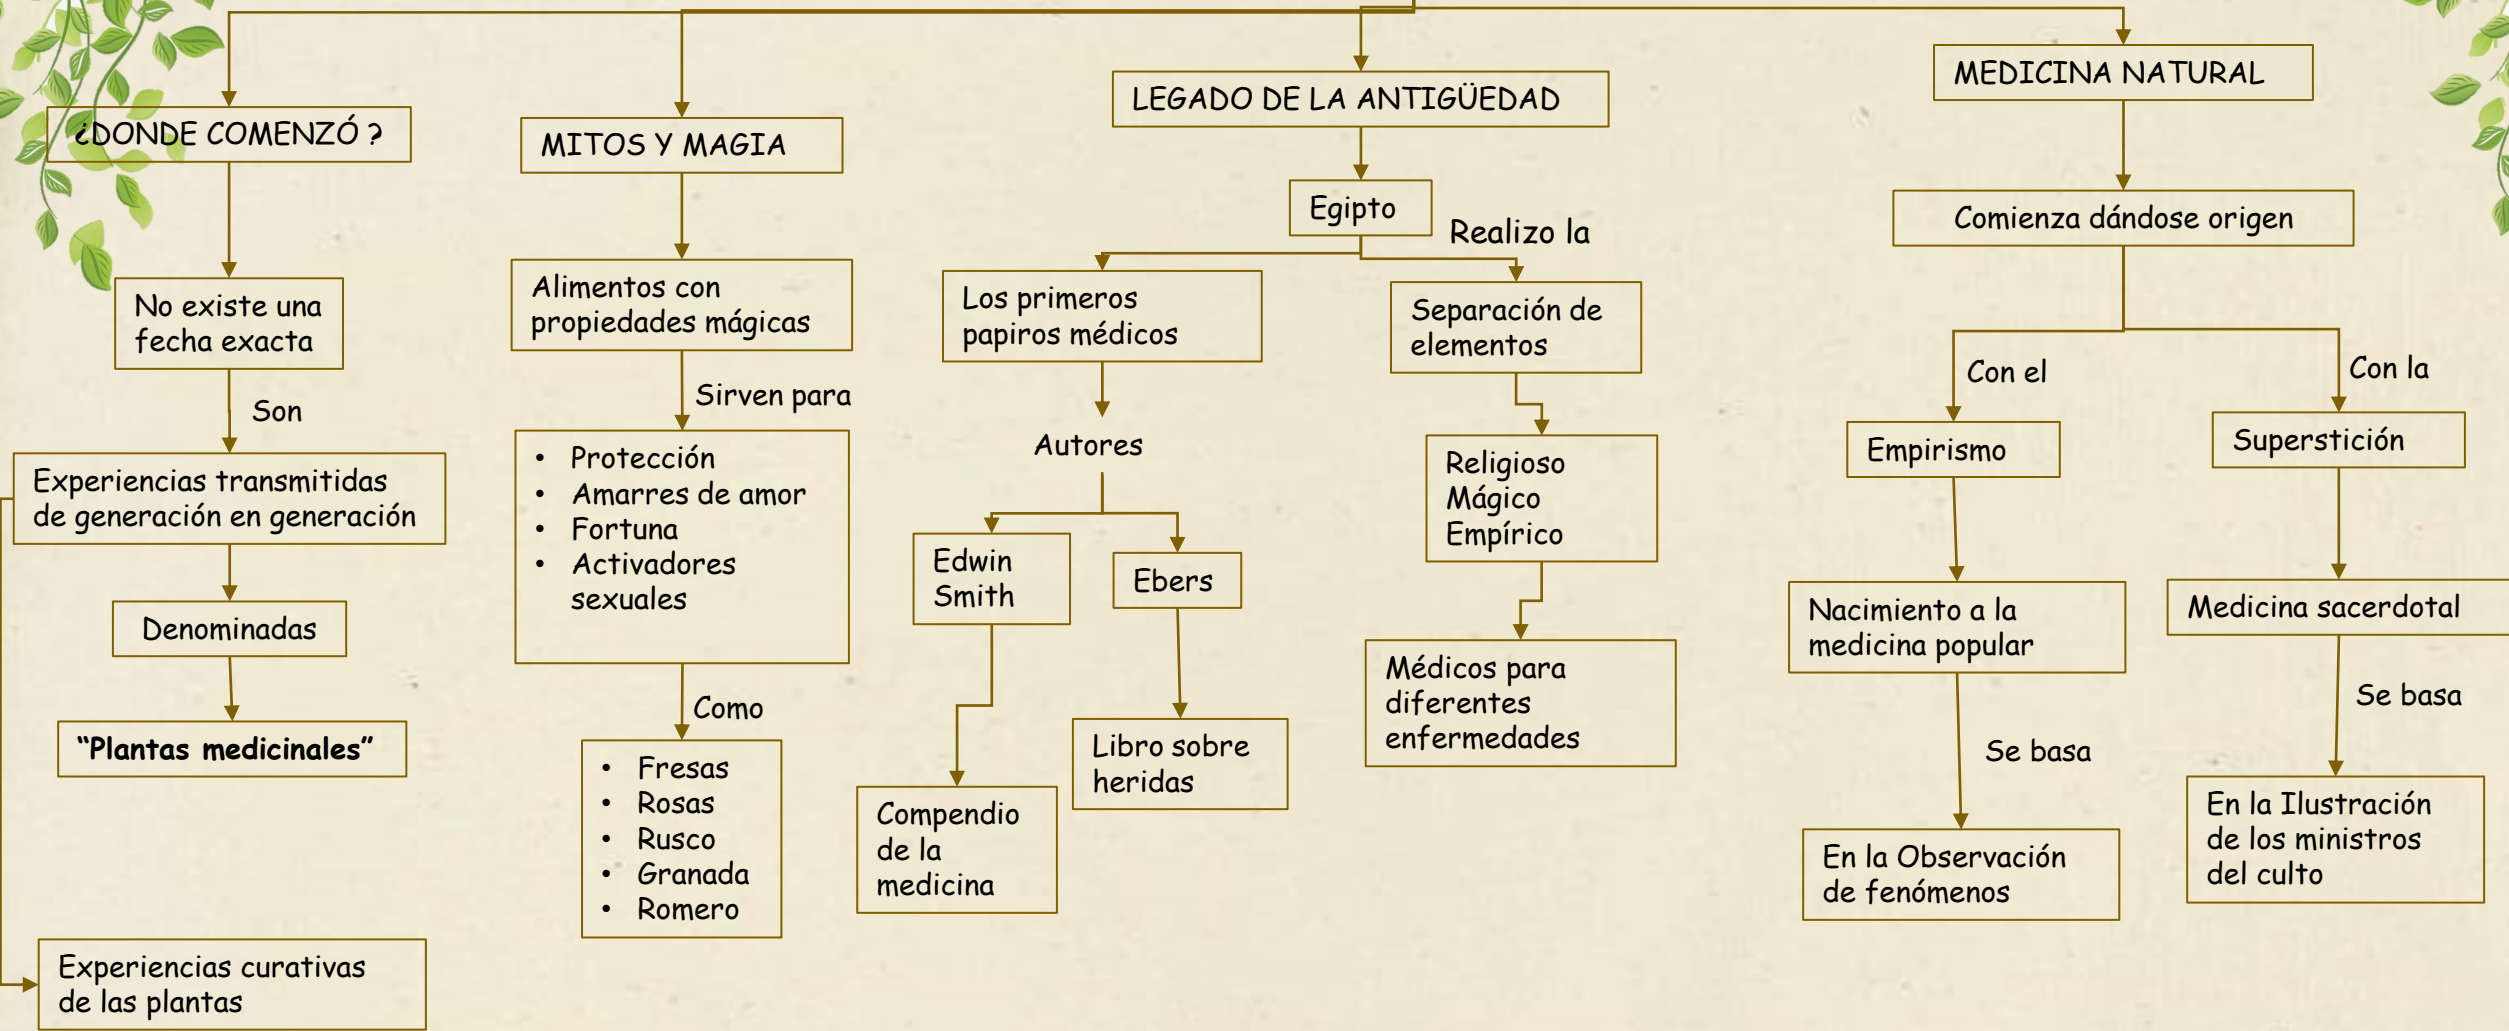 ¿DONDE COMENZÓ ?
No existe una
fecha exacta
Son
Experiencias transmitidas
de generación en generación
Denominadas
“Plantas medicinales”
Experiencias curativas
de las plantas
MITOS Y MAGIA
Alimentos con
propiedades mágicas
Sirven para
• Protección
• Amarres de amor
• Fortuna
• Activadores
sexuales
Como
• Fresas
• Rosas
• Rusco
• Granada
• Romero
LEGADO DE LA ANTIGÜEDAD
Egipto
Los primeros
papiros médicos
Autores
Edwin
Smith
Compendio
de la
medicina
Ebers
Libro sobre
heridas
Realizo la
Separación de
elementos
Religioso
Mágico
Empírico
Médicos para
diferentes
enfermedades
MEDICINA NATURAL
Comienza dándose origen
Con el
Empirismo
Nacimiento a la
medicina popular
Se basa
En la Observación
de fenómenos
Con la
Superstición
Medicina sacerdotal
Se basa
En la Ilustración
de los ministros
del culto